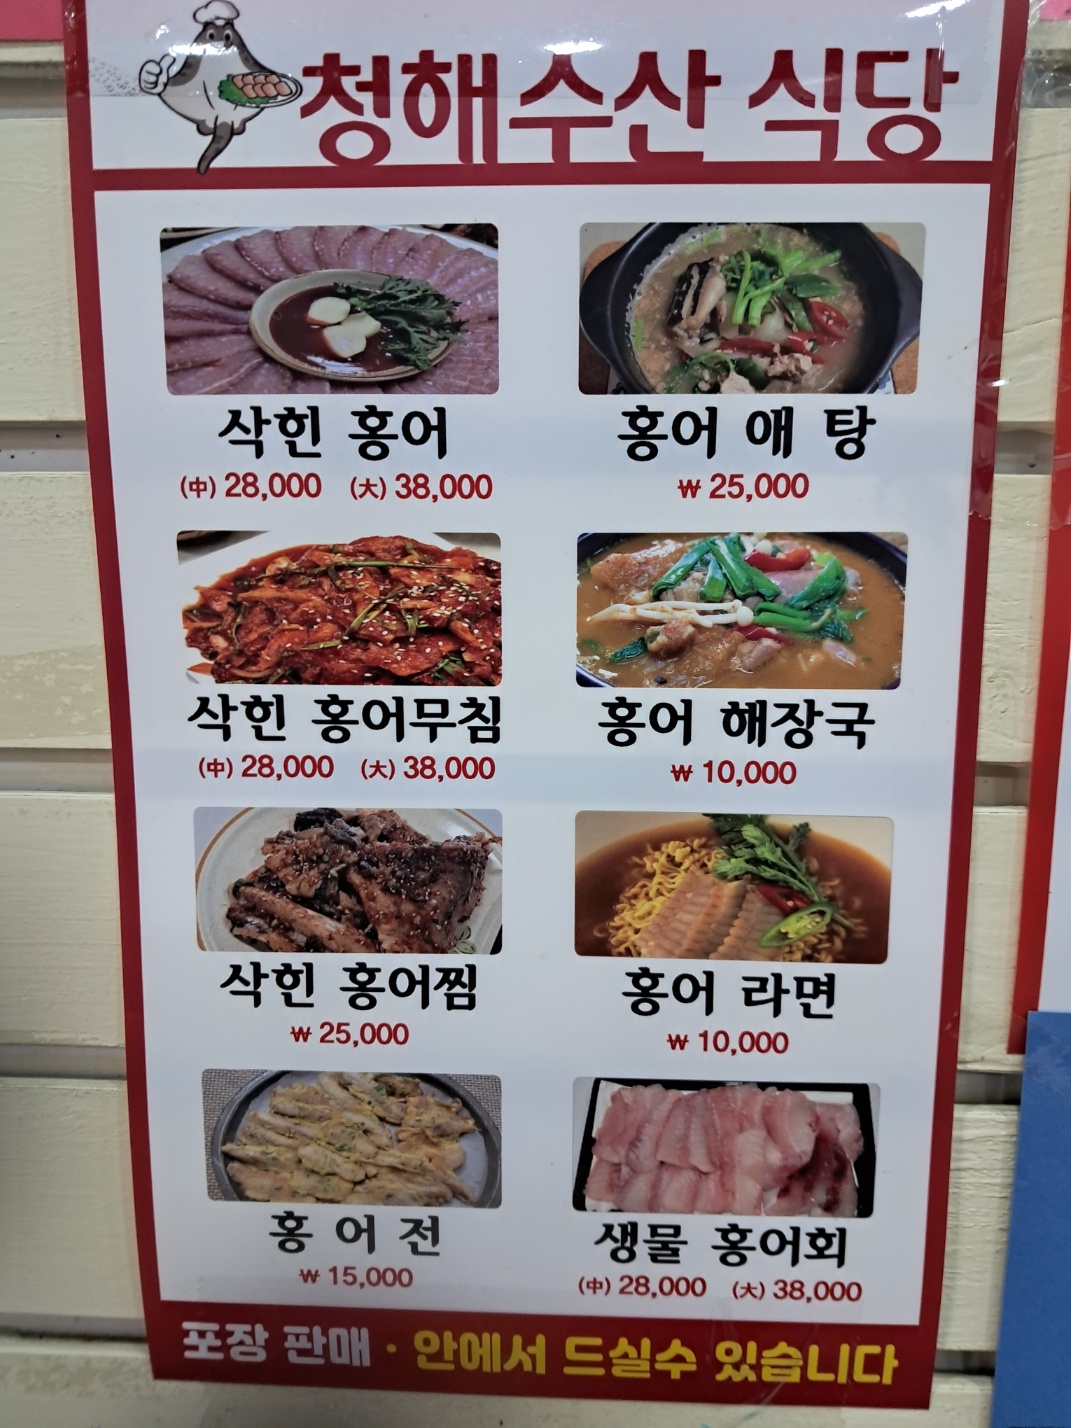 청해수산 식당
삭힌 홍어
(中) 28,000 (大) 38,000
홍어 애 탕
₩ 25,000
삭힌 홍어무침
(中) 28,000 (大) 38,000
홍어 해장국
₩ 10,000
삭힌 홍어찜
₩ 25,000
홍어 라면
₩ 10,000
홍 어 전
₩ 15,000
생물 홍어회
(中) 28,000 (大) 38,000
포장 판매 · 안에서 드실수 있습니다